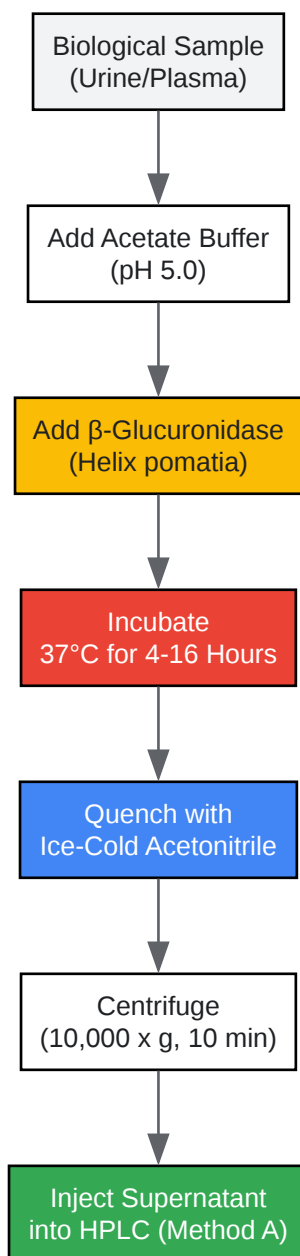 Biological Sample
(Urine/Plasma)
Add Acetate Buffer
(pH 5.0)
Add β-Glucuronidase
(Helix pomatia)
Incubate
37°C for 4-16 Hours
Quench with
Ice-Cold Acetonitrile
Centrifuge
(10,000 x g, 10 min)
Inject Supernatant
into HPLC (Method A)